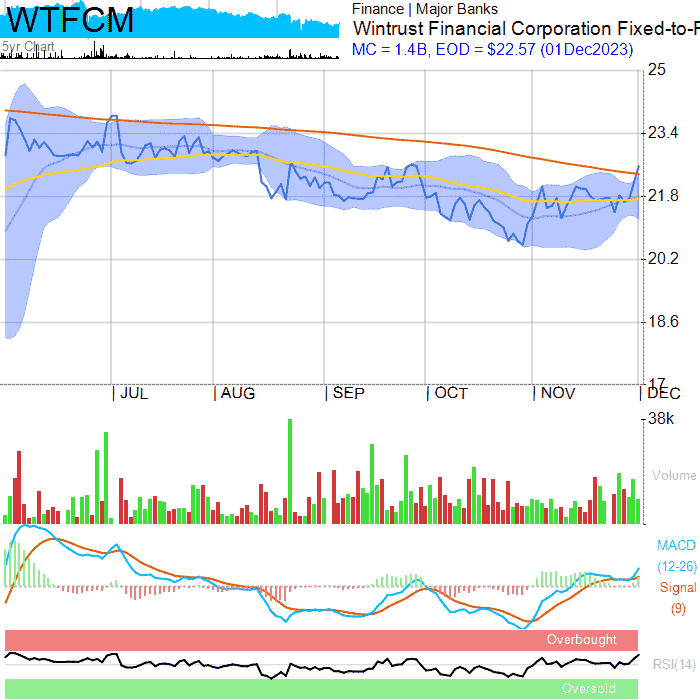 WTFCM
5yr Chart
Finance | Major Banks
Wintrust Financial Corporation Fixed-to-F
MC = 1.4B, EOD = $22.57 (01Dec2023)
25
23.4
21.8
20.2
18.6
17
JUL AUG SEP OCT NOV DEC
38k
Volume
MACD
(12-26)
Signal
(9)
Overbought
RSI(14)
Oversold